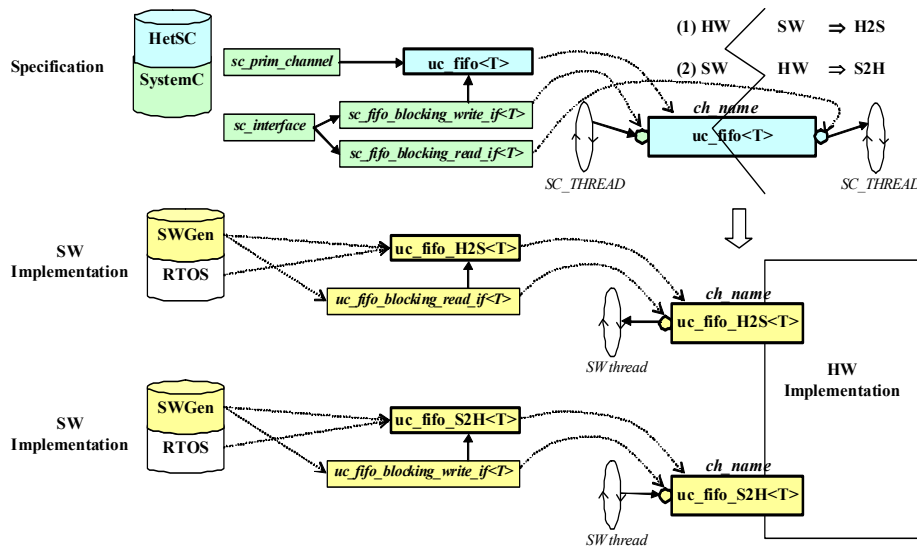 HetSC
SystemC
Specification
sc_prim_channel
uc_fifo<T>
sc_interface
sc_fifo_blocking_write_if<T>
sc_fifo_blocking_read_if<T>
(1) HW SW ⇒ H2S
(2) SW HW ⇒ S2H
ch_name
uc_fifo<T>
SC_THREAD
SC_THREAD
SW
Implementation
SWGen
RTOS
uc_fifo_H2S<T>
uc_fifo_blocking_read_if<T>
ch_name
uc_fifo_H2S<T>
SW thread
HW
Implementation
SW
Implementation
SWGen
RTOS
uc_fifo_S2H<T>
uc_fifo_blocking_write_if<T>
ch_name
uc_fifo_S2H<T>
SW thread